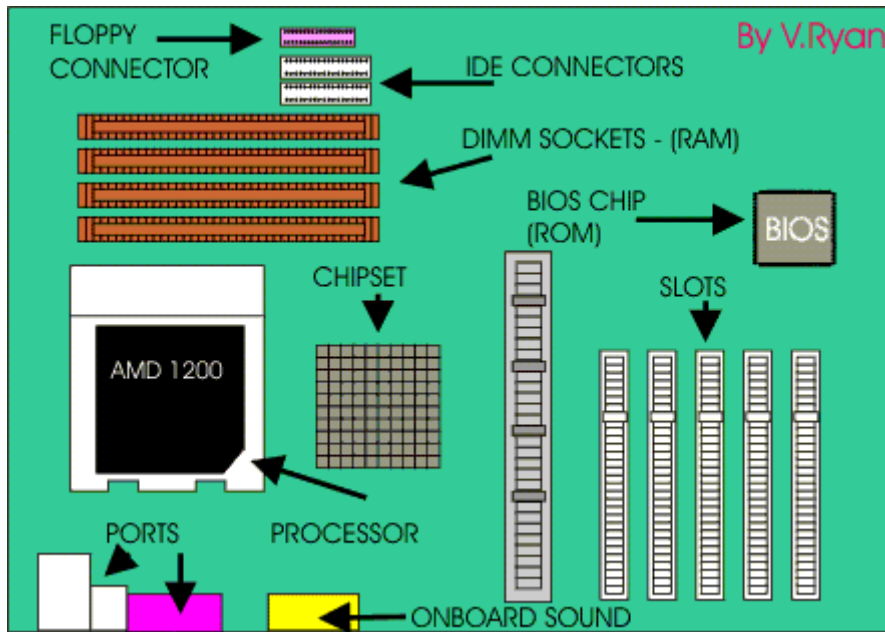 FLOPPY
CONNECTOR
By V.Ryan
IDE CONNECTORS
DIMM SOCKETS - (RAM)
BIOS CHIP
(ROM)
BIOS
CHIPSET
SLOTS
AMD 1200
PORTS
PROCESSOR
ONBOARD SOUND